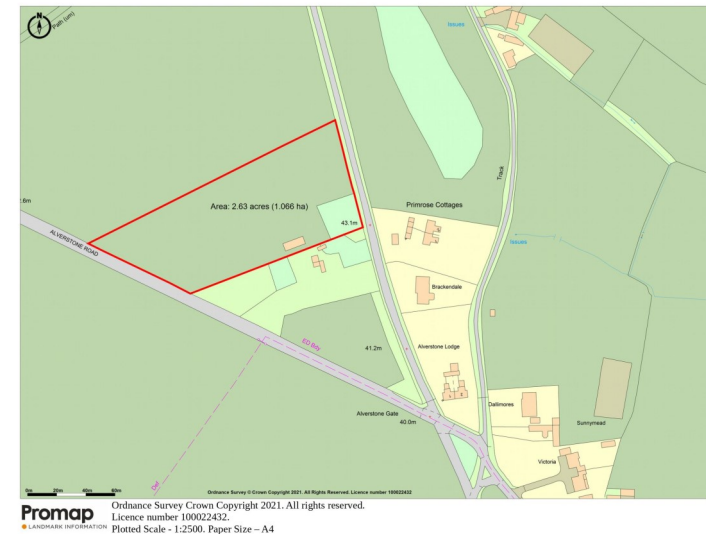 N
Path (um)
Issues
Track
Area: 2.63 acres (1.066 ha)
Primrose Cottages
43.1m
ALVERSTONE ROAD
Issues
Brackendale
ED Bdy
41.2m
Alverstone Lodge
Alverstone Gate
40.0m
Dallimores
Sunnymead
Victoria
Def
0m 20m 40m 60m
Ordnance Survey © Crown Copyright 2021. All Rights Reserved. Licence number 100022432
Promap
LANDMARK INFORMATION
Ordnance Survey Crown Copyright 2021. All rights reserved.
Licence number 100022432.
Plotted Scale - 1:2500. Paper Size – A4